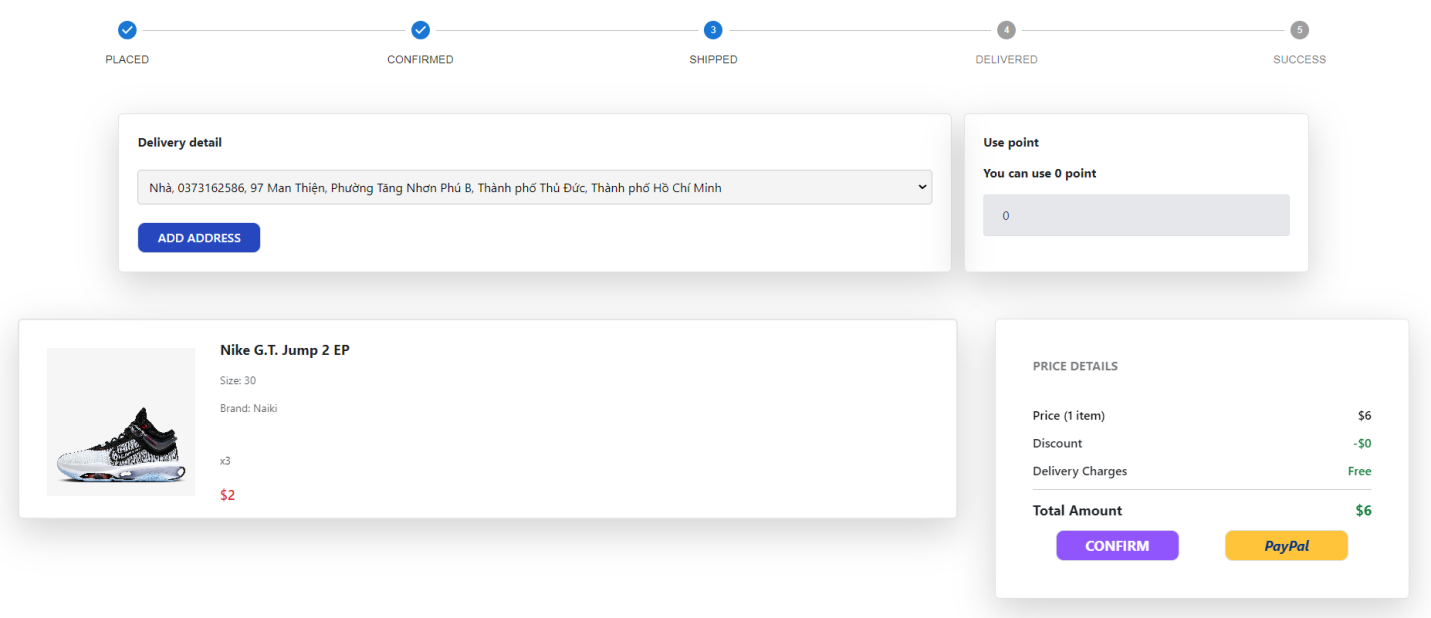 3
4
5
PLACED
CONFIRMED
SHIPPED
DELIVERED
SUCCESS
Delivery detail
Nhà, 0373162586, 97 Man Thiện, Phường Tăng Nhơn Phú B, Thành phố Thủ Đức, Thành phố Hồ Chí Minh
ADD ADDRESS
Use point
You can use 0 point
0
Nike G.T. Jump 2 EP
Size: 30
Brand: Naiki
x3
$2
PRICE DETAILS
Price (1 item) $6
Discount -$0
Delivery Charges Free
Total Amount $6
CONFIRM
PayPal